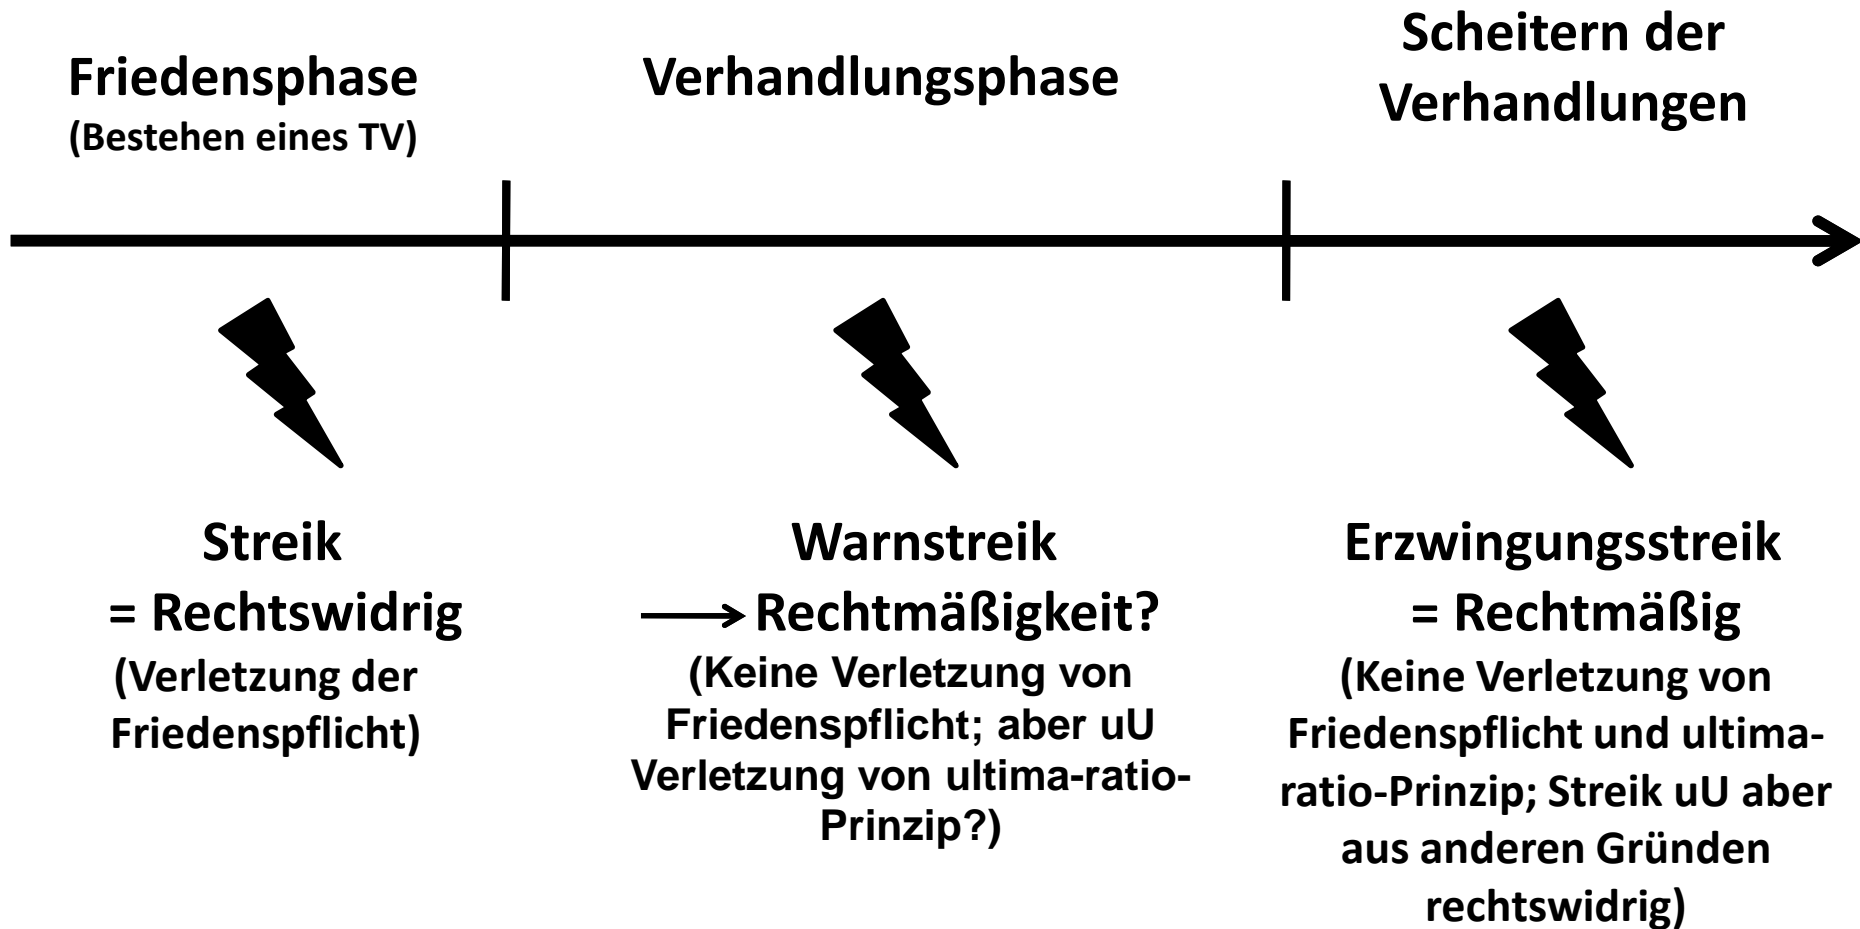 Friedensphase
(Bestehen eines TV)
Verhandlungsphase
Scheitern der
Verhandlungen
Streik
= Rechtswidrig
(Verletzung der
Friedenspflicht)
Warnstreik
Rechtmäßigkeit?
(Keine Verletzung von
Friedenspflicht; aber uU
Verletzung von ultima-ratio-
Prinzip?)
Erzwingungsstreik
= Rechtmäßig
(Keine Verletzung von
Friedenspflicht und ultima-
ratio-Prinzip; Streik uU aber
aus anderen Gründen
rechtswidrig)